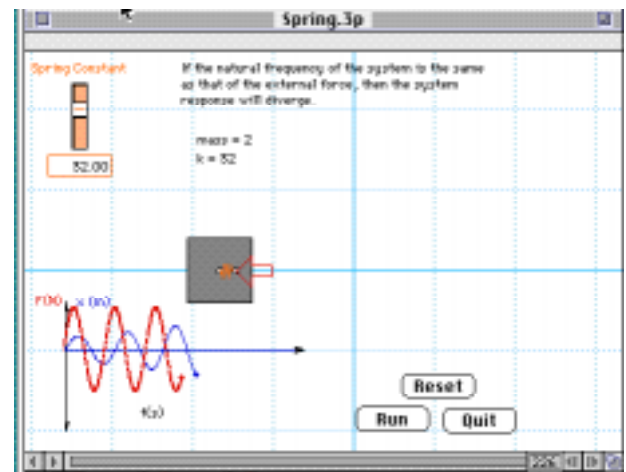 Spring.3p
Spring Constant
If the natural frequency of the system is the same
as that of the external force, then the system
response will diverge.
mass = 2
k = 32
32.00
x (m)
t(s)
Reset
Run
Quit